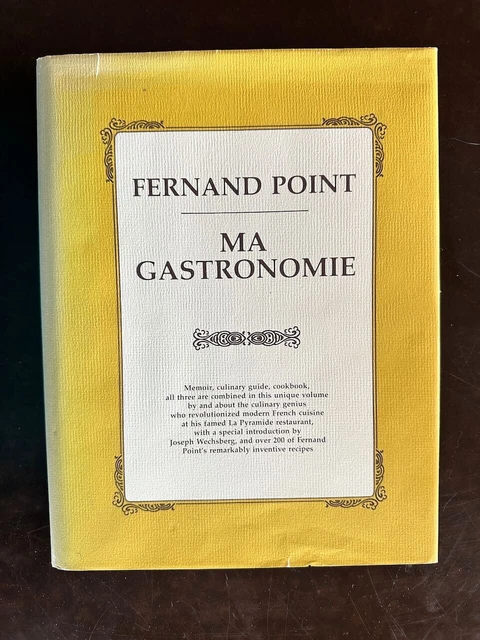 FERNAND POINT
MA
GASTRONOMIE
Memoir, culinary guide, cookbook,
all three are combined in this unique volume
by and about the culinary genius
who revolutionized modern French cuisine
at his famed La Pyramide restaurant,
with a special introduction by
Joseph Wechsberg, and over 200 of Fernand
Point's remarkably inventive recipes